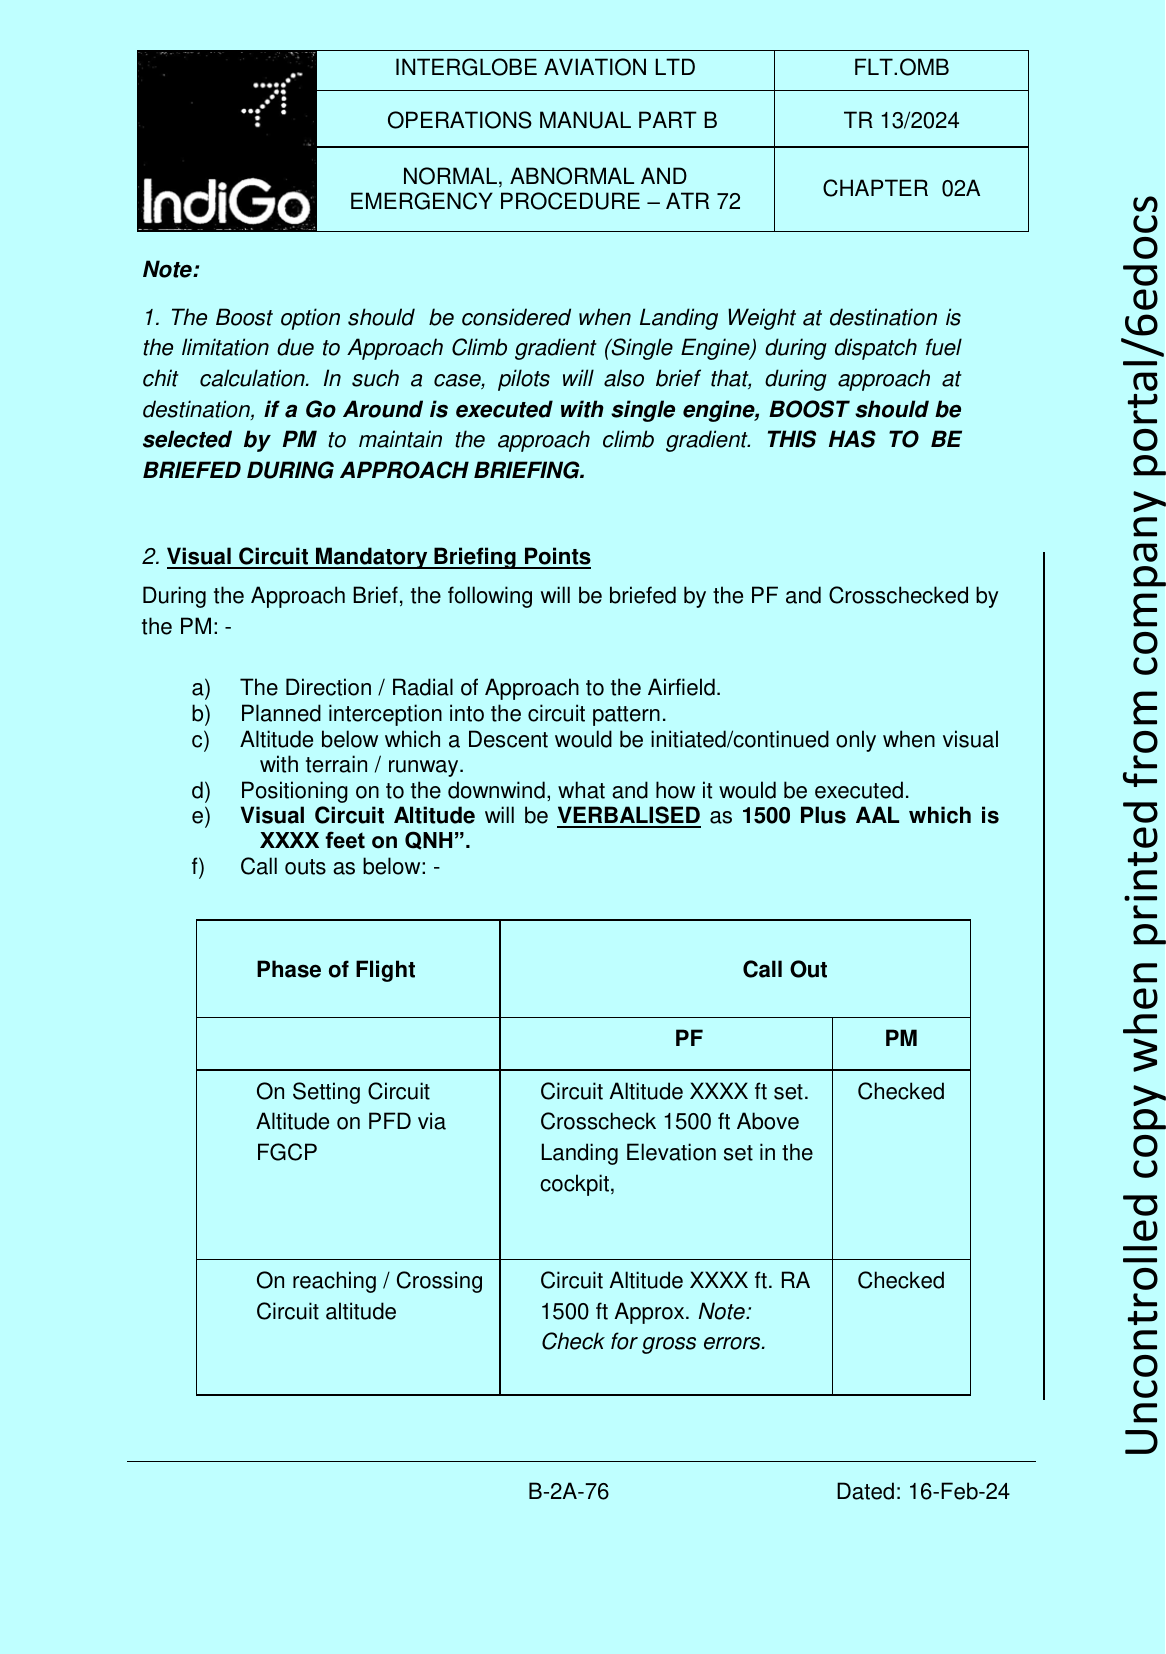 IndiGo
INTERGLOBE AVIATION LTD
FLT.OMB
OPERATIONS MANUAL PART B
TR 13/2024
NORMAL, ABNORMAL AND
EMERGENCY PROCEDURE – ATR 72
CHAPTER 02A
Note:
1. The Boost option should be considered when Landing Weight at destination is
the limitation due to Approach Climb gradient (Single Engine) during dispatch fuel
chit calculation. In such a case, pilots will also brief that, during approach at
destination, if a Go Around is executed with single engine, BOOST should be
selected by PM to maintain the approach climb gradient. THIS HAS TO BE
BRIEFED DURING APPROACH BRIEFING.
2. Visual Circuit Mandatory Briefing Points
During the Approach Brief, the following will be briefed by the PF and Crosschecked by
the PM: -
a) The Direction / Radial of Approach to the Airfield.
b) Planned interception into the circuit pattern.
c) Altitude below which a Descent would be initiated/continued only when visual
with terrain / runway.
d) Positioning on to the downwind, what and how it would be executed.
e) Visual Circuit Altitude will be VERBALISED as 1500 Plus AAL which is
XXXX feet on QNH”.
f) Call outs as below: -
Phase of Flight
Call Out
PF
PM
On Setting Circuit
Altitude on PFD via
FGCP
Circuit Altitude XXXX ft set.
Crosscheck 1500 ft Above
Landing Elevation set in the
cockpit,
Checked
On reaching / Crossing
Circuit altitude
Circuit Altitude XXXX ft. RA
1500 ft Approx. Note:
Check for gross errors.
Checked
B-2A-76
Dated: 16-Feb-24
Uncontrolled copy when printed from company portal/6edocs